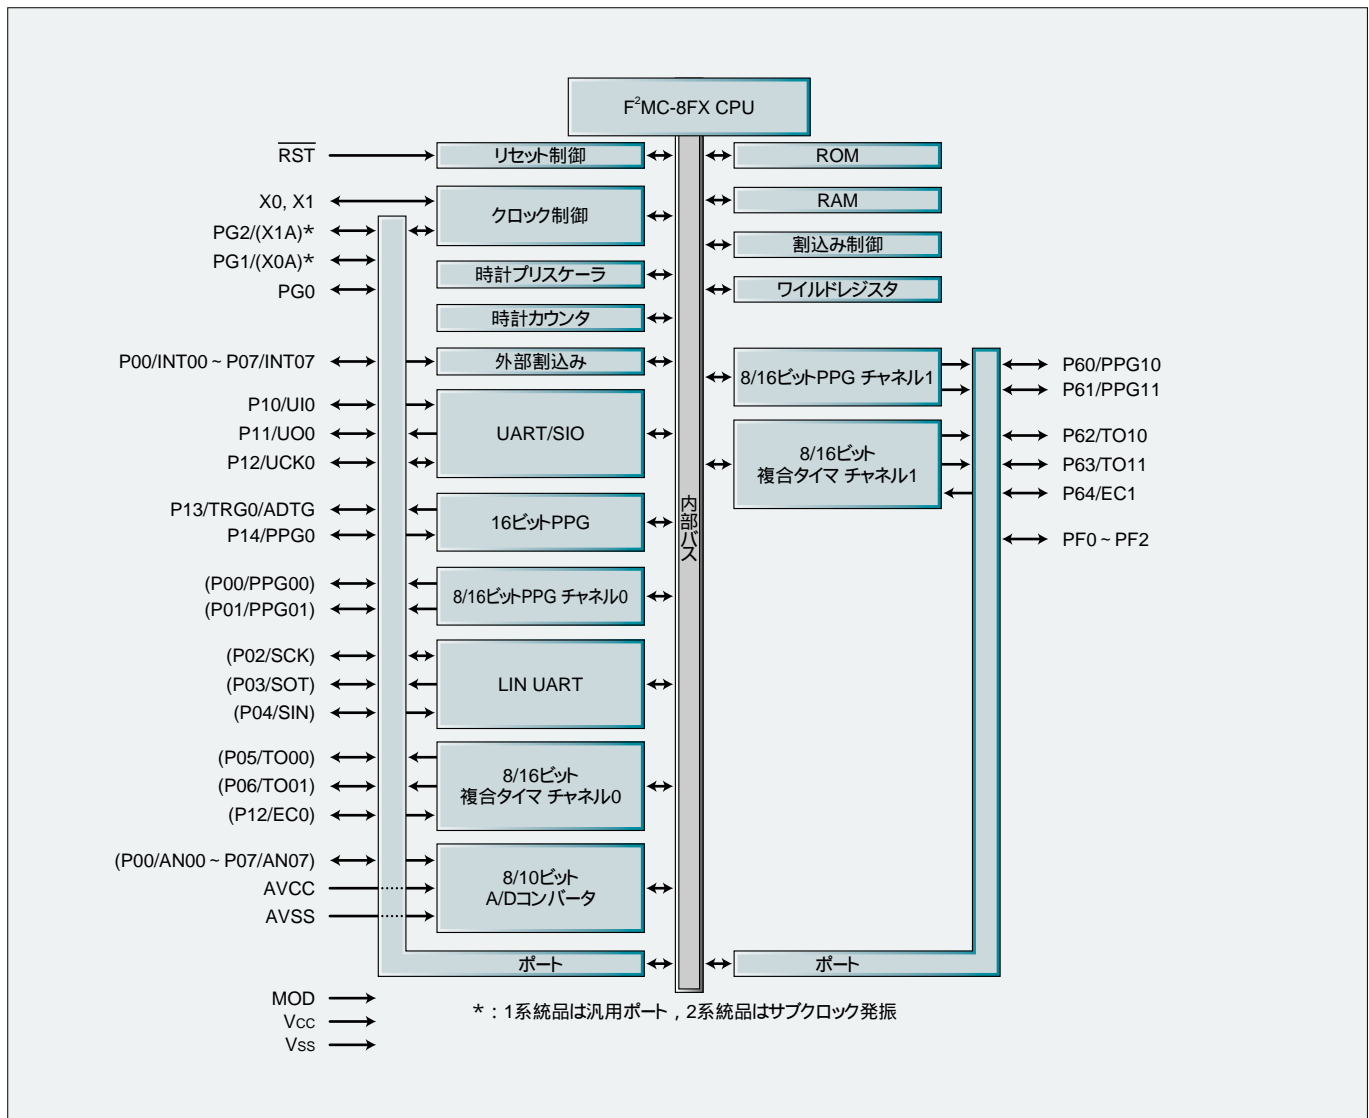 F²MC-8FX CPU
RST
リセット制御
ROM
X0, X1
クロック制御
RAM
PG2/(X1A)*
割込み制御
PG1/(X0A)*
時計プリスケーラ
ワイルドレジスタ
PG0
時計カウンタ
P00/INT00 ~ P07/INT07
外部割込み
8/16ビットPPG チャネル1
P60/PPG10
P61/PPG11
P10/UI0
P11/UO0
P12/UCK0
UART/SIO
8/16ビット
複合タイマ チャネル1
P62/TO10
P63/TO11
P64/EC1
P13/TRG0/ADTG
P14/PPG0
16ビットPPG
内部バス
PF0 ~ PF2
(P00/PPG00)
(P01/PPG01)
8/16ビットPPG チャネル0
(P02/SCK)
(P03/SOT)
(P04/SIN)
LIN UART
(P05/TO00)
(P06/TO01)
(P12/EC0)
8/16ビット
複合タイマ チャネル0
(P00/AN00 ~ P07/AN07)
AVCC
AVSS
8/10ビット
A/Dコンバータ
ポート
ポート
MOD
Vcc
Vss
*:1系統品は汎用ポート,2系統品はサブクロック発振